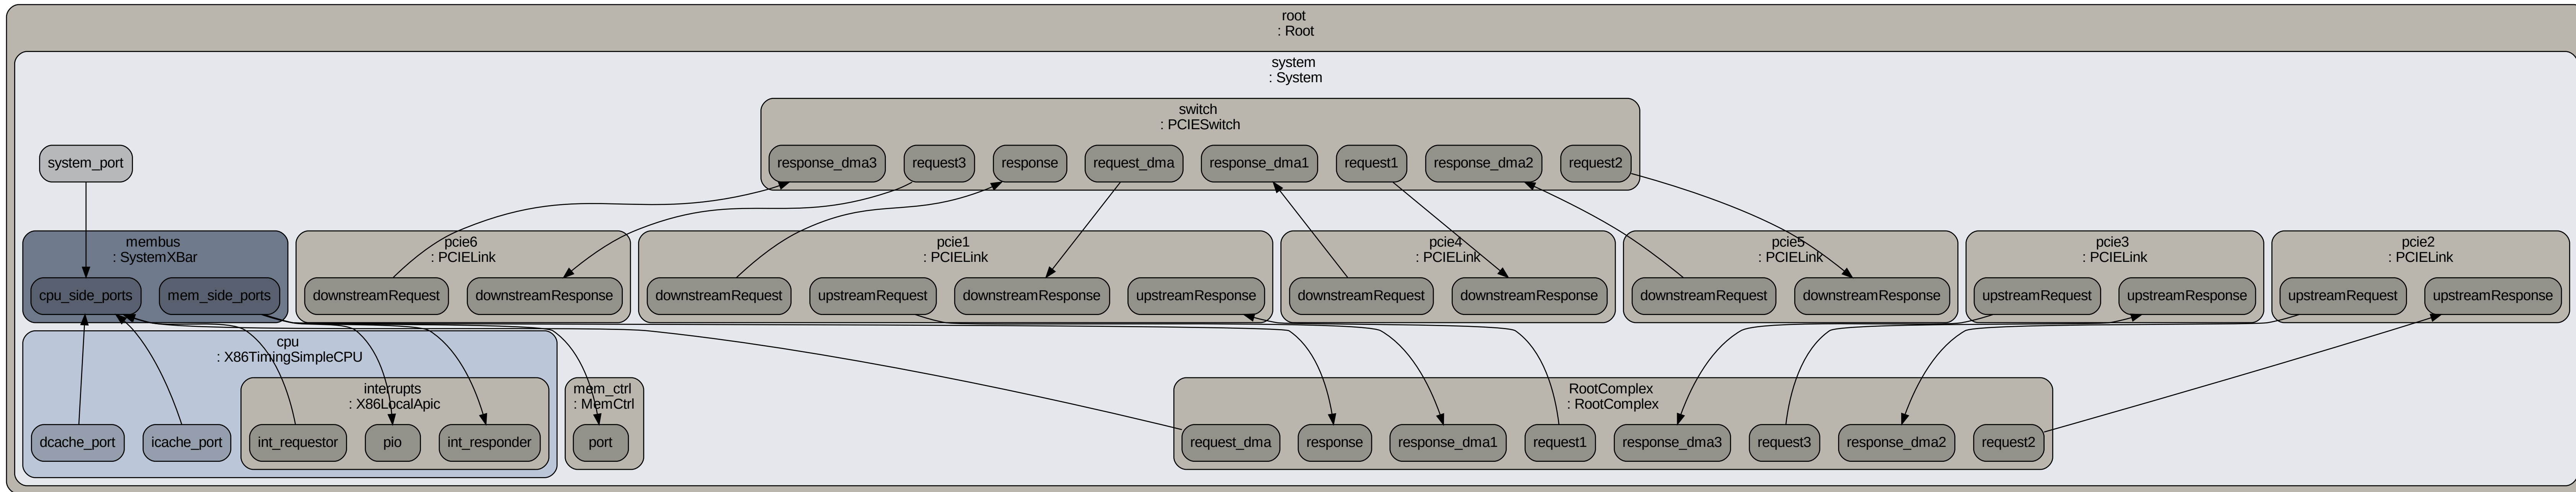 root
: Root
system
: System
switch
: PCIESwitch
response_dma3
request3
response
request_dma
response_dma1
request1
response_dma2
request2
system_port
membus
: SystemXBar
cpu_side_ports
mem_side_ports
pcie6
: PCIELink
downstreamRequest
downstreamResponse
pcie1
: PCIELink
downstreamRequest
upstreamRequest
downstreamResponse
upstreamResponse
pcie4
: PCIELink
downstreamRequest
downstreamResponse
pcie5
: PCIELink
downstreamRequest
downstreamResponse
pcie3
: PCIELink
upstreamRequest
upstreamResponse
pcie2
: PCIELink
upstreamRequest
upstreamResponse
cpu
: X86TimingSimpleCPU
dcache_port
icache_port
interrupts
: X86LocalApic
int_requestor
pio
int_responder
mem_ctrl
: MemCtrl
port
RootComplex
: RootComplex
request_dma
response
response_dma1
request1
response_dma3
request3
response_dma2
request2